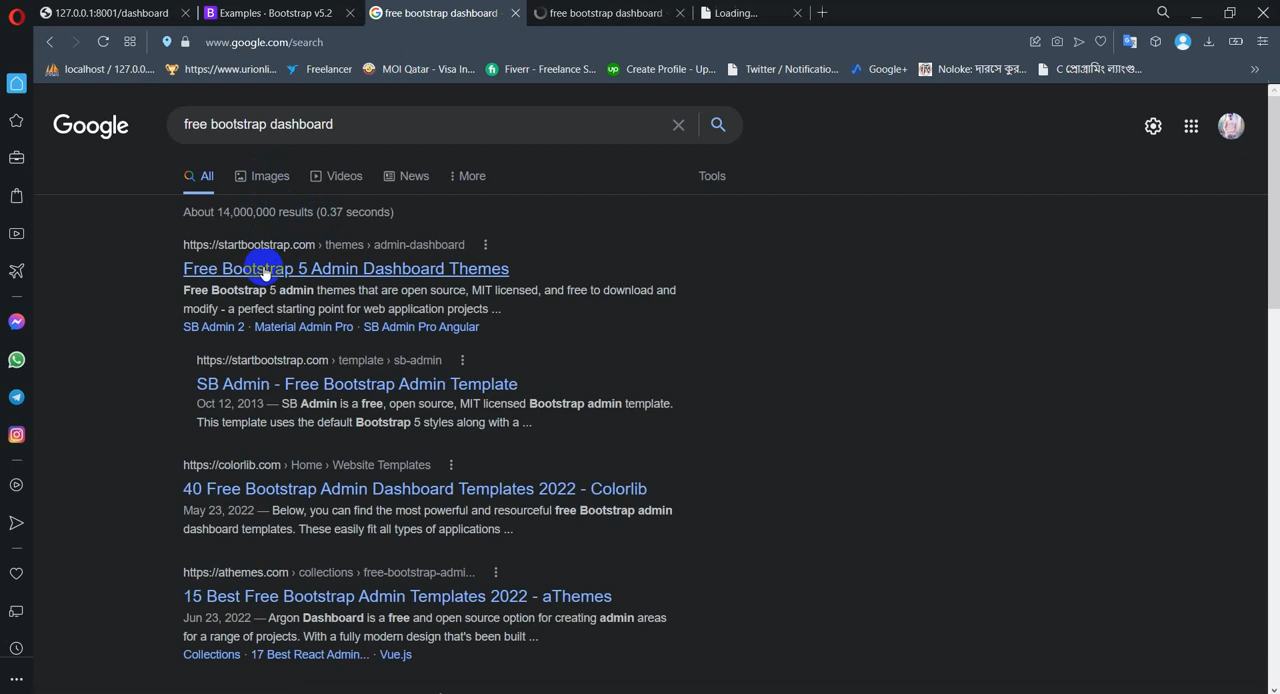 127.0.0.1:8001/dashboard
Examples · Bootstrap v5.2
free bootstrap dashboard
free bootstrap dashboard
Loading...
www.google.com/search
localhost / 127.0.0....
https://www.urionli...
Freelancer
MOI Qatar - Visa In...
Fiverr - Freelance S...
Create Profile - Up...
Twitter / Notificatio...
Google+
Noloke: দারসে কুর...
C প্রোগ্রামিং ল্যাংগু...
Google
free bootstrap dashboard
All
Images
Videos
News
More
Tools
About 14,000,000 results (0.37 seconds)
https://startbootstrap.com › themes › admin-dashboard
Free Bootstrap 5 Admin Dashboard Themes
Free Bootstrap 5 admin themes that are open source, MIT licensed, and free to download and
modify - a perfect starting point for web application projects ...
SB Admin 2 · Material Admin Pro · SB Admin Pro Angular
https://startbootstrap.com › template › sb-admin
SB Admin - Free Bootstrap Admin Template
Oct 12, 2013 — SB Admin is a free, open source, MIT licensed Bootstrap admin template.
This template uses the default Bootstrap 5 styles along with a ...
https://colorlib.com › Home › Website Templates
40 Free Bootstrap Admin Dashboard Templates 2022 - Colorlib
May 23, 2022 — Below, you can find the most powerful and resourceful free Bootstrap admin
dashboard templates. These easily fit all types of applications ...
https://athemes.com › collections › free-bootstrap-admi...
15 Best Free Bootstrap Admin Templates 2022 - aThemes
Jun 23, 2022 — Argon Dashboard is a free and open source option for creating admin areas
for a range of projects. With a fully modern design that's been built ...
Collections · 17 Best React Admin... · Vue.js